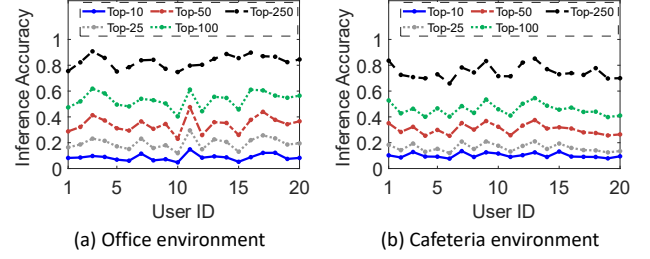 Top-10 Top-50 Top-250
Top-25 Top-100
Inference Accuracy
1
0.8
0.6
0.4
0.2
0
1 5 10 15 20
User ID
(a) Office environment
Top-10 Top-50 Top-250
Top-25 Top-100
Inference Accuracy
1
0.8
0.6
0.4
0.2
0
1 5 10 15 20
User ID
(b) Cafeteria environment